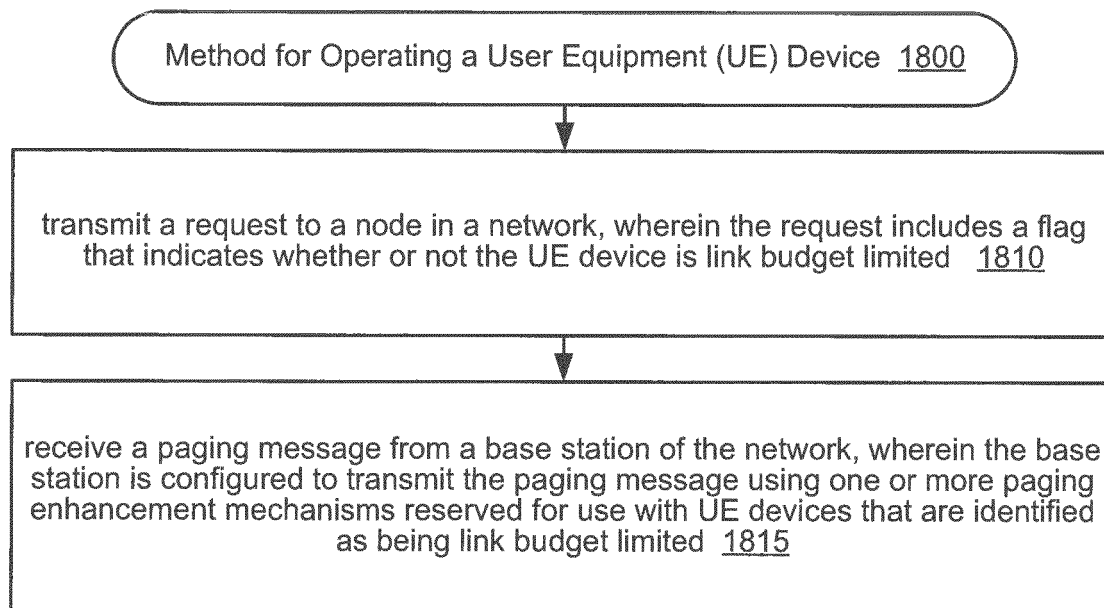 Method for Operating a User Equipment (UE) Device 1800
transmit a request to a node in a network, wherein the request includes a flag
that indicates whether or not the UE device is link budget limited 1810
receive a paging message from a base station of the network, wherein the base
station is configured to transmit the paging message using one or more paging
enhancement mechanisms reserved for use with UE devices that are identified
as being link budget limited 1815